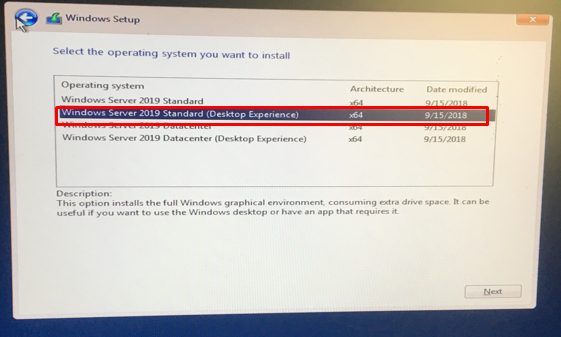 Windows Setup
Select the operating system you want to install
Operating system Architecture Date modified
Windows Server 2019 Standard x64 9/15/2018
Windows Server 2019 Standard (Desktop Experience) x64 9/15/2018
Windows Server 2019 Datacenter x64 9/15/2018
Windows Server 2019 Datacenter (Desktop Experience) x64 9/15/2018
Description:
This option installs the full Windows graphical environment, consuming extra drive space. It can be
useful if you want to use the Windows desktop or have an app that requires it.
Next